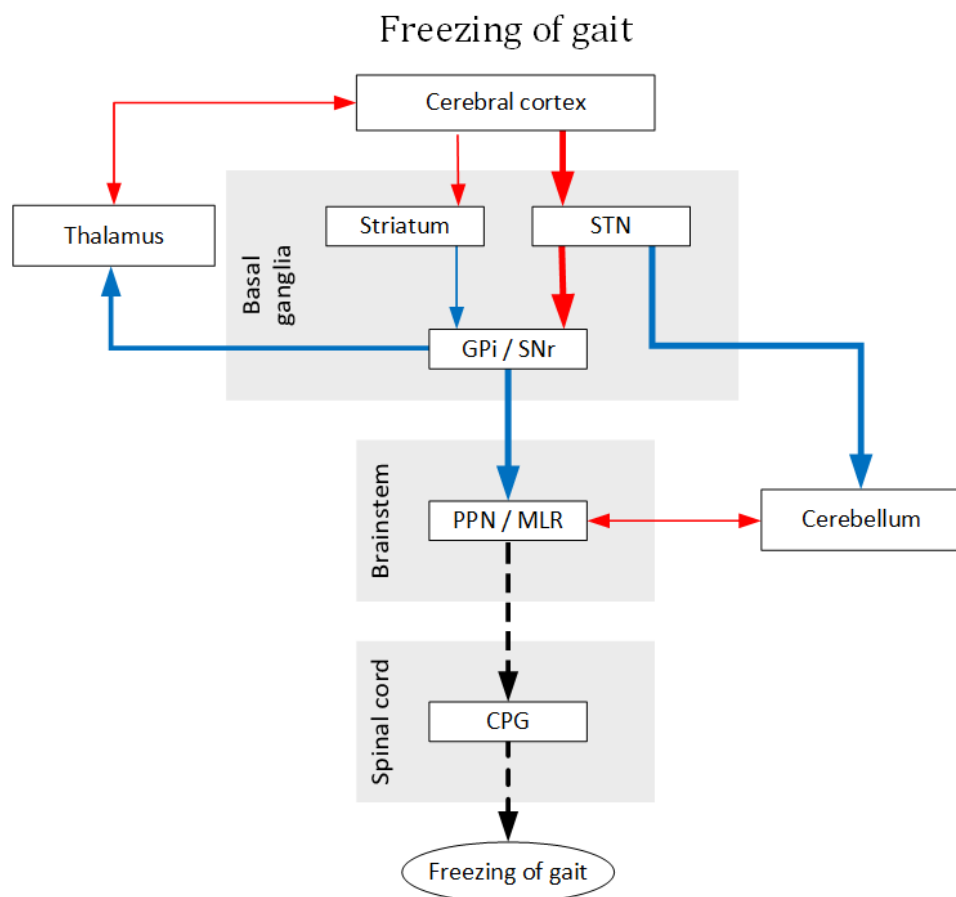 Freezing of gait
Cerebral cortex
Thalamus
Striatum
STN
Basal
ganglia
GPi / SNr
Brainstem
PPN / MLR
Cerebellum
Spinal cord
CPG
Freezing of gait